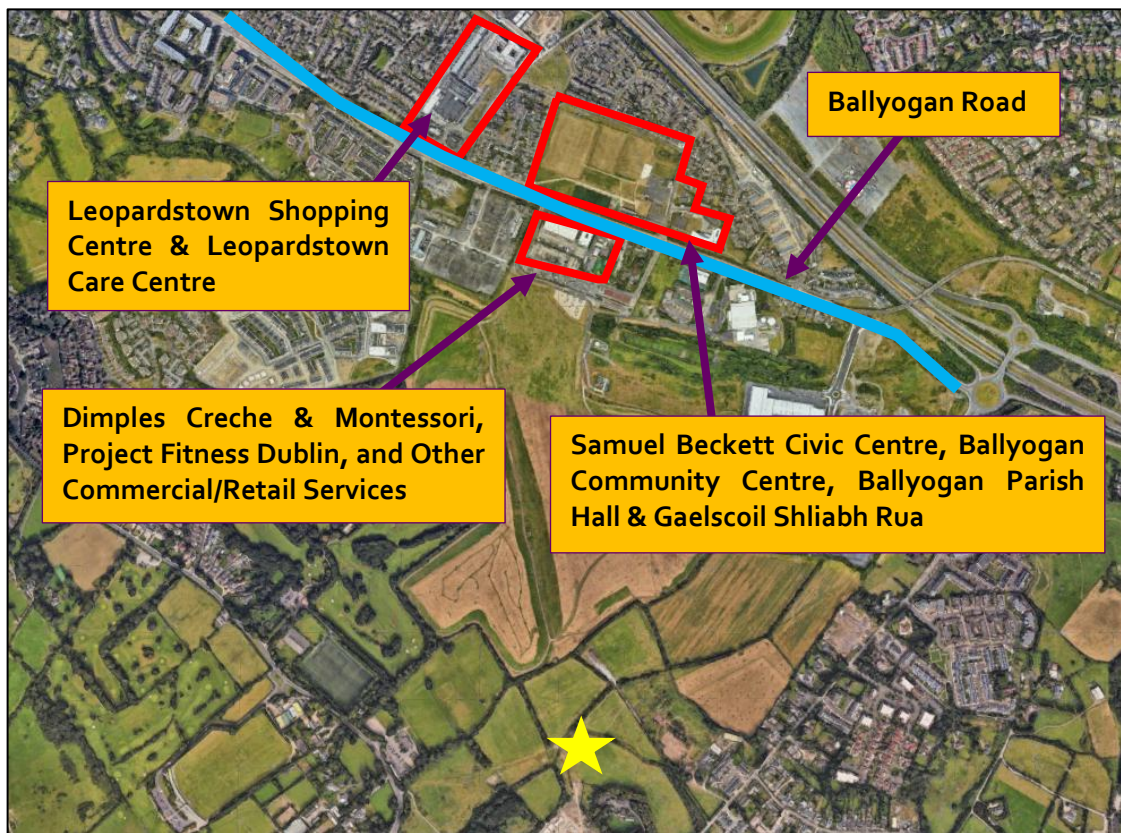 Ballyogan Road
Leopardstown Shopping
Centre & Leopardstown
Care Centre
Dimples Creche & Montessori,
Project Fitness Dublin, and Other
Commercial/Retail Services
Samuel Beckett Civic Centre, Ballyogan
Community Centre, Ballyogan Parish
Hall & Gaelscoil Shliabh Rua